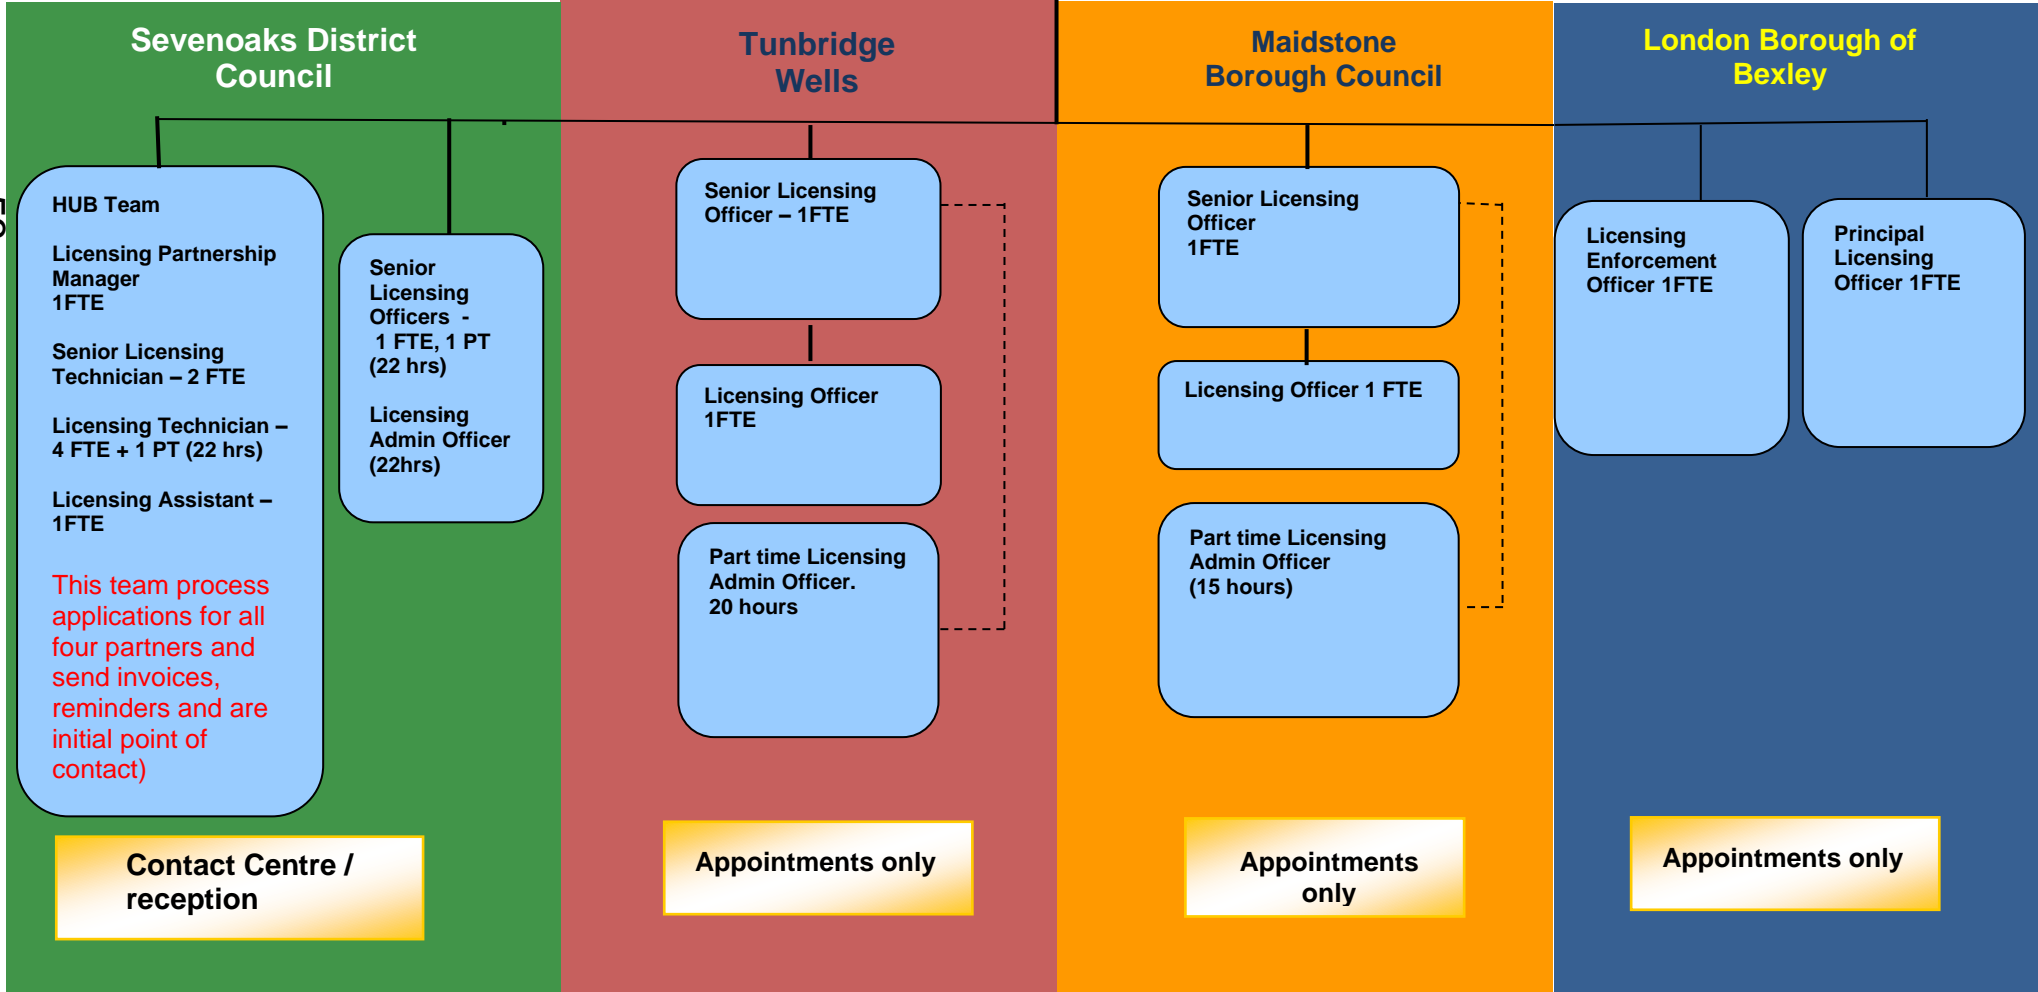 Sevenoaks District
Council
HUB Team
Licensing Partnership
Manager
1FTE
Senior Licensing
Technician – 2 FTE
Licensing Technician –
4 FTE + 1 PT (22 hrs)
Licensing Assistant –
1FTE
This team process
applications for all
four partners and
send invoices,
reminders and are
initial point of
contact)
Senior
Licensing
Officers -
1 FTE, 1 PT
(22 hrs)
Licensing
Admin Officer
(22hrs)
Contact Centre /
reception
Tunbridge
Wells
Senior Licensing
Officer – 1FTE
Licensing Officer
1FTE
Part time Licensing
Admin Officer.
20 hours
Appointments only
Maidstone
Borough Council
Senior Licensing
Officer
1FTE
Licensing Officer 1 FTE
Part time Licensing
Admin Officer
(15 hours)
Appointments
only
London Borough of
Bexley
Licensing
Enforcement
Officer 1FTE
Principal
Licensing
Officer 1FTE
Appointments only